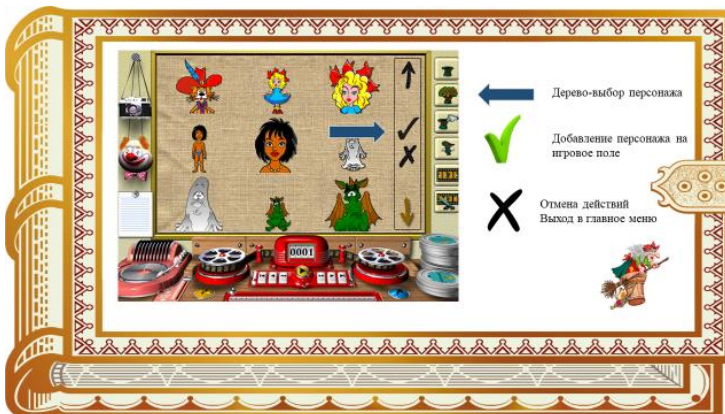 Дерево-выбор персонажа
Добавление персонажа на
игровое поле
Отмена действий
Выход в главное меню
0001